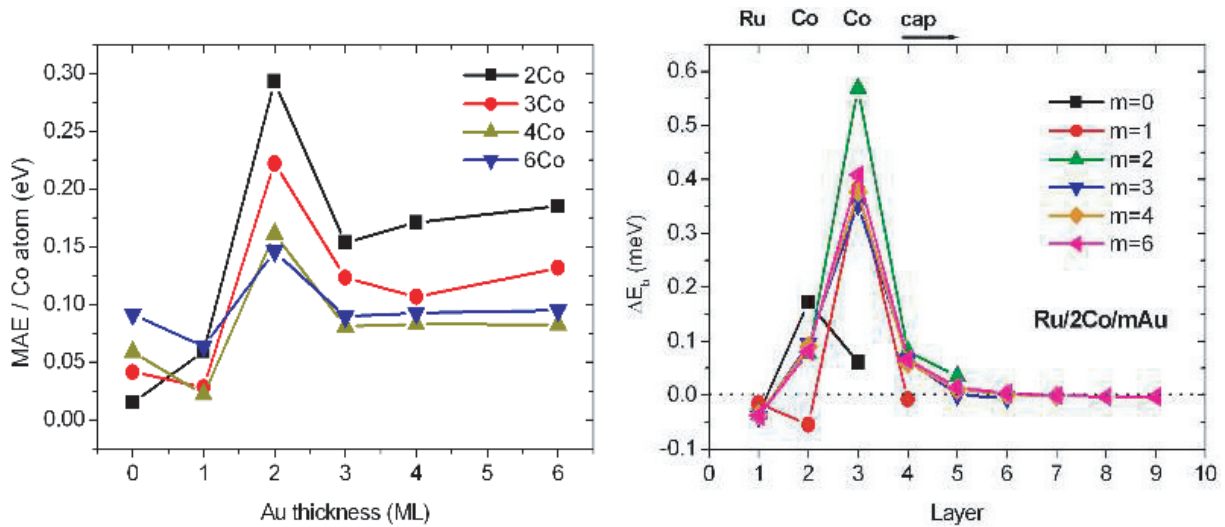 0.30
0.25
0.20
0.15
0.10
0.05
0.00
MAE / Co atom (eV)
2Co
3Co
4Co
6Co
0 1 2 3 4 5 6
Au thickness (ML)
Ru Co Co cap
0.6
0.5
0.4
0.3
0.2
0.1
0.0
-0.1
ΔE_b (meV)
m=0
m=1
m=2
m=3
m=4
m=6
Ru/2Co/mAu
0 1 2 3 4 5 6 7 8 9 10
Layer